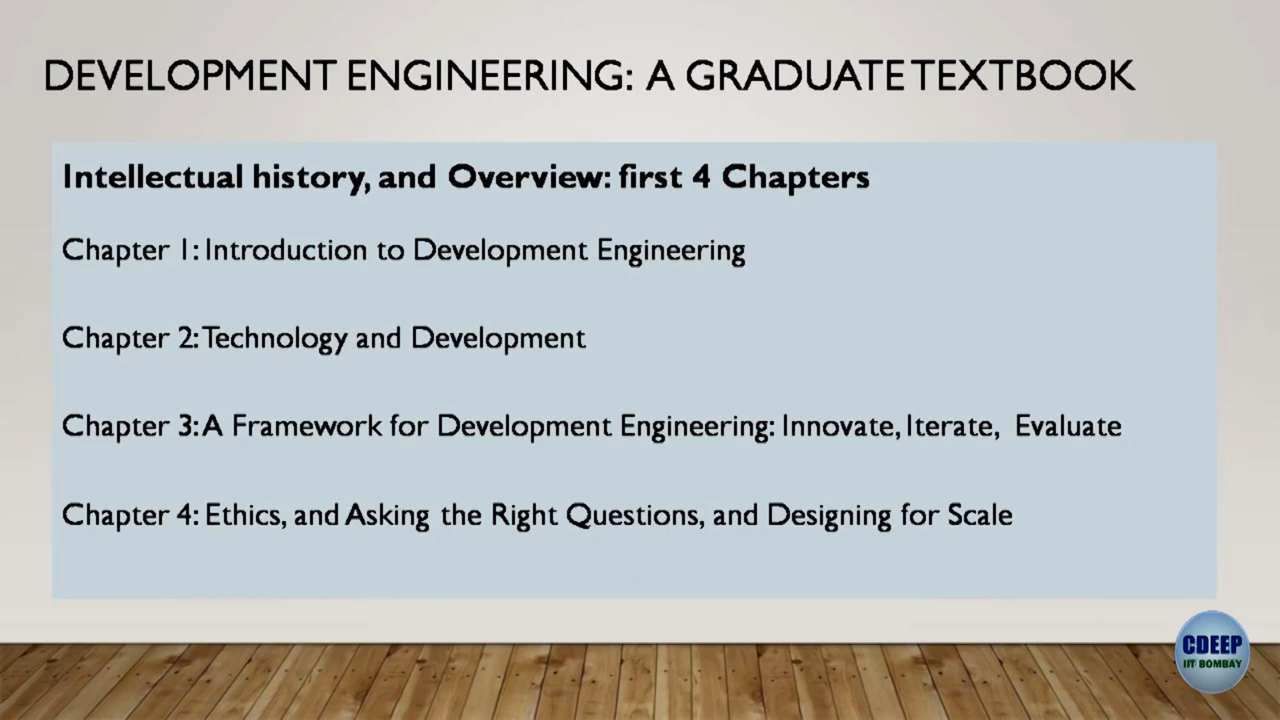 DEVELOPMENT ENGINEERING: A GRADUATE TEXTBOOK
Intellectual history, and Overview: first 4 Chapters
Chapter 1: Introduction to Development Engineering
Chapter 2: Technology and Development
Chapter 3: A Framework for Development Engineering: Innovate, Iterate, Evaluate
Chapter 4: Ethics, and Asking the Right Questions, and Designing for Scale
CDEEP
IIT BOMBAY